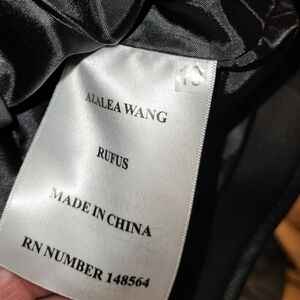 AZALEA WANG
RUFUS
MADE IN CHINA
RN NUMBER 148564